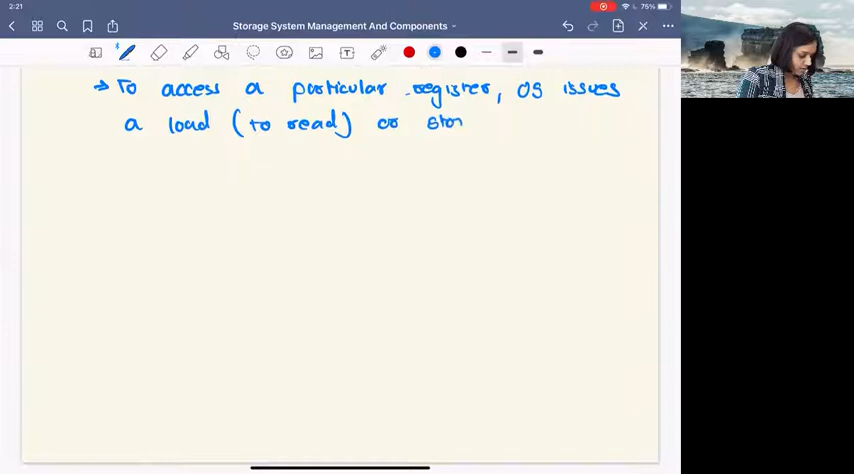 2:21
75%
Storage System Management And Components
→ To access a particular register, OS issues
a load (to read) or stor